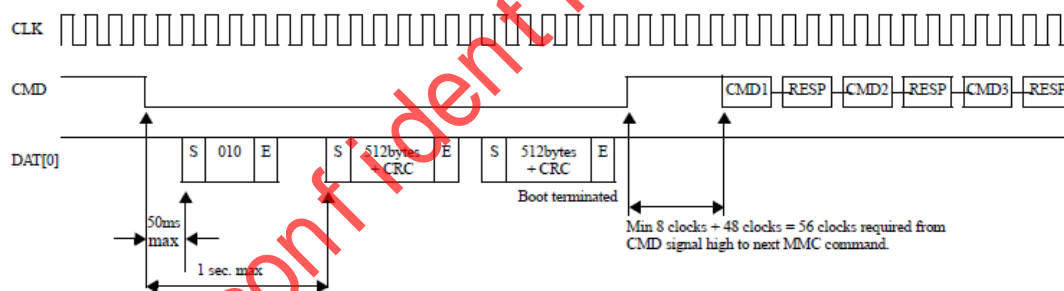 CLK
CMD
CMD1 RESP CMD2 RESP CMD3 RESP
DAT[0]
S 010 E S 512bytes + CRC E S 512bytes + CRC E
Boot terminated
50ms max
1 sec. max
Min 8 clocks + 48 clocks = 56 clocks required from
CMD signal high to next MMC command.
confident